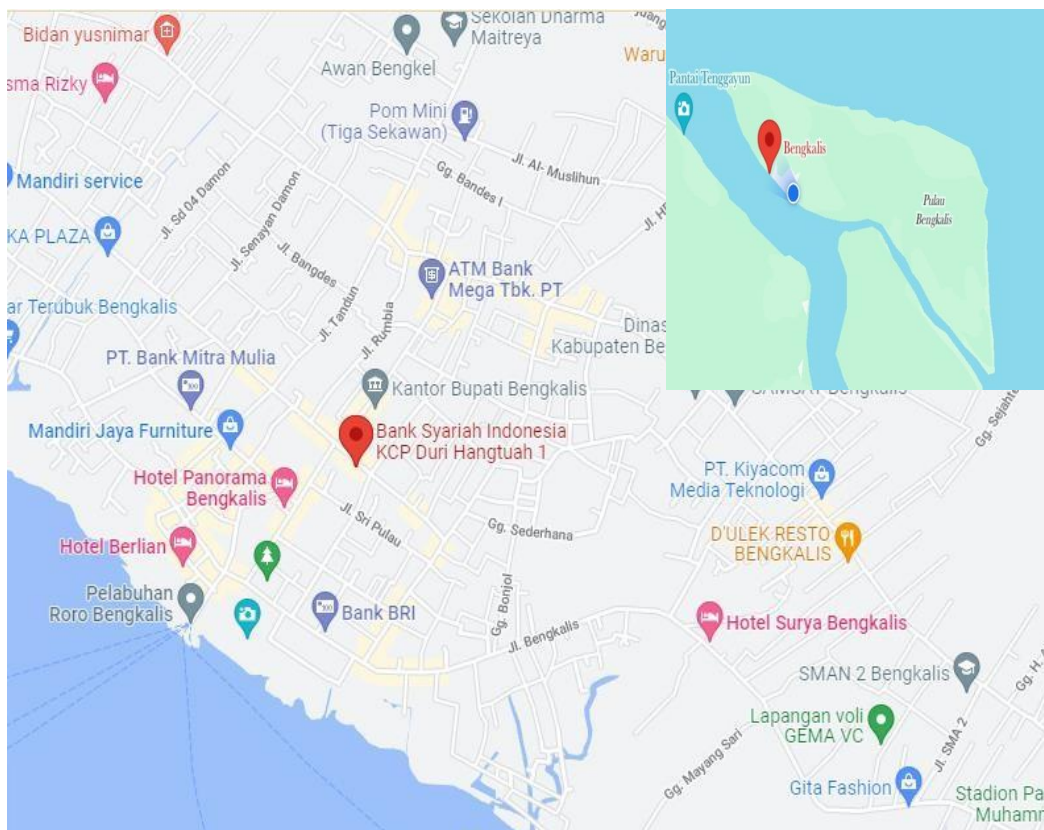 Sekolah Dharma
Maitreya
Bidan yusnimar
Awan Bengkel
sma Rizky
Pom Mini
(Tiga Sekawan)
Jl. Al- Muslihun
Gg. Bandes I
Mandiri service
Jl. Sd 04 Damon
Jl. Senayan Damon
KA PLAZA
Jl. Bangdes
ATM Bank
Mega Tbk. PT
ar Terubuk Bengkalis
Jl. Tandun
Jl. Rumbia
Dinas
Kabupaten Be
PT. Bank Mitra Mulia
Kantor Bupati Bengkalis
Mandiri Jaya Furniture
Bank Syariah Indonesia
KCP Duri Hangtuah 1
Hotel Panorama
Bengkalis
Jl. Sri Pulau
Gg. Sederhana
PT. Kiyacom
Media Teknologi
D'ULEK RESTO
BENGKALIS
Hotel Berlian
Pelabuhan
Roro Bengkalis
Bank BRI
Gg. Bonjol
Jl. Bengkalis
Hotel Surya Bengkalis
SMAN 2 Bengkalis
Lapangan voli
GEMA VC
Gg. Mayang Sari
Jl. SMA 2
Gg. H. A
Gita Fashion
Stadion Pa
Muhamm
Gg. Sejahte
Waru
Pantai Tenggayun
Bengkalis
Pulau
Bengkalis